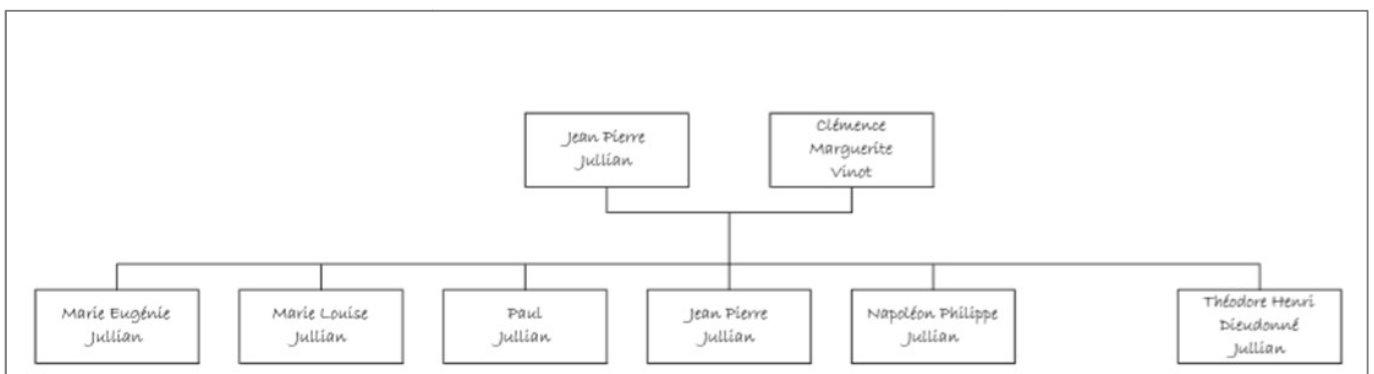 Jean Pierre
Jullian
Clémence
Marguerite
Vinot
Marie Eugénie
Jullian
Marie Louise
Jullian
Paul
Jullian
Jean Pierre
Jullian
Napoléon Philippe
Jullian
Théodore Henri
Dieudonné
Jullian